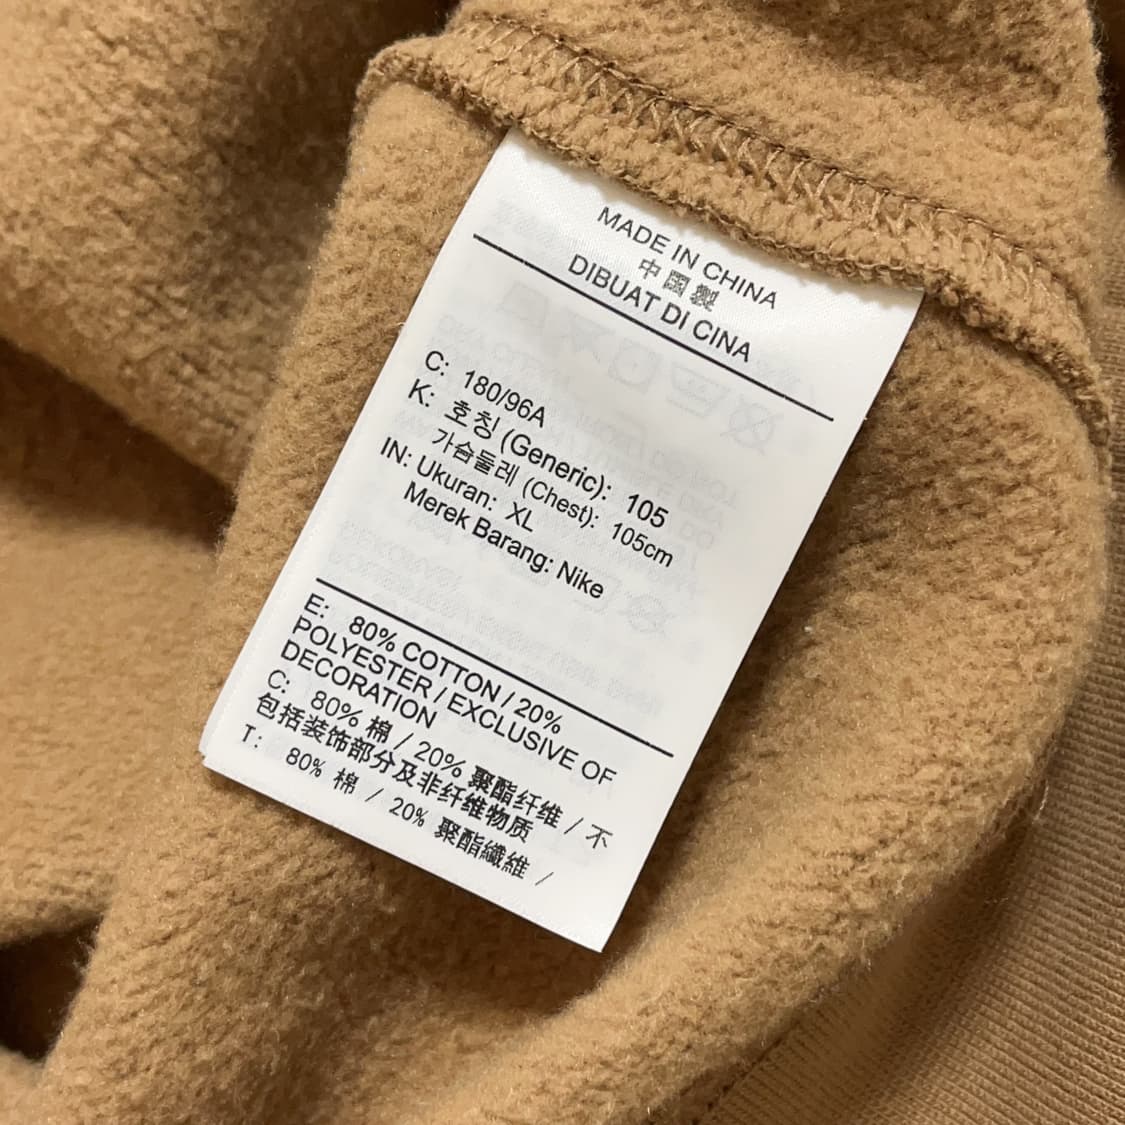 MADE IN CHINA
中国製
DIBUAT DI CINA
C: 180/96A
K: 호칭 (Generic): 105
가슴둘레 (Chest): 105cm
IN: Ukuran: XL
Merek Barang: Nike
E: 80% COTTON / 20%
POLYESTER / EXCLUSIVE OF
DECORATION
C: 80% 棉 / 20% 聚酯纤维 / 不
包括装饰部分及非纤维物质
T: 80% 棉 / 20% 聚酯纖維 /